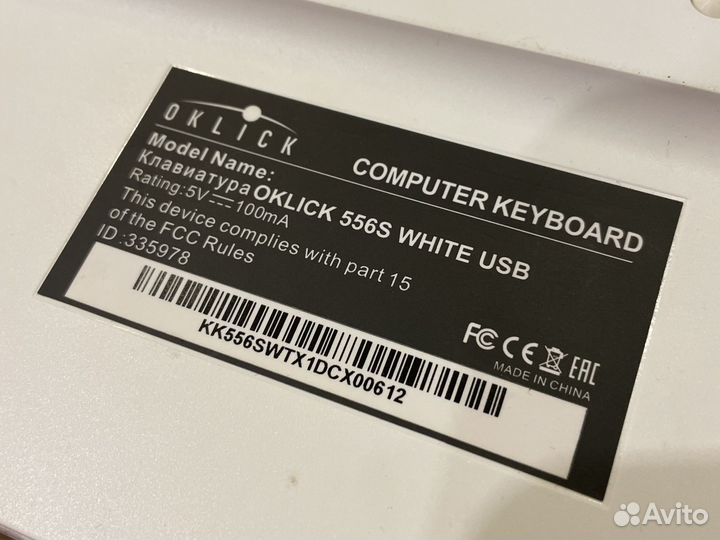 OKLICK
COMPUTER KEYBOARD
Model Name:
Клавиатура OKLICK 556S WHITE USB
Rating:5V⎓100mA
This device complies with part 15
of the FCC Rules
ID :335978
FC CE EAC
MADE IN CHINA
KK556SWTX1DCX00612
Avito